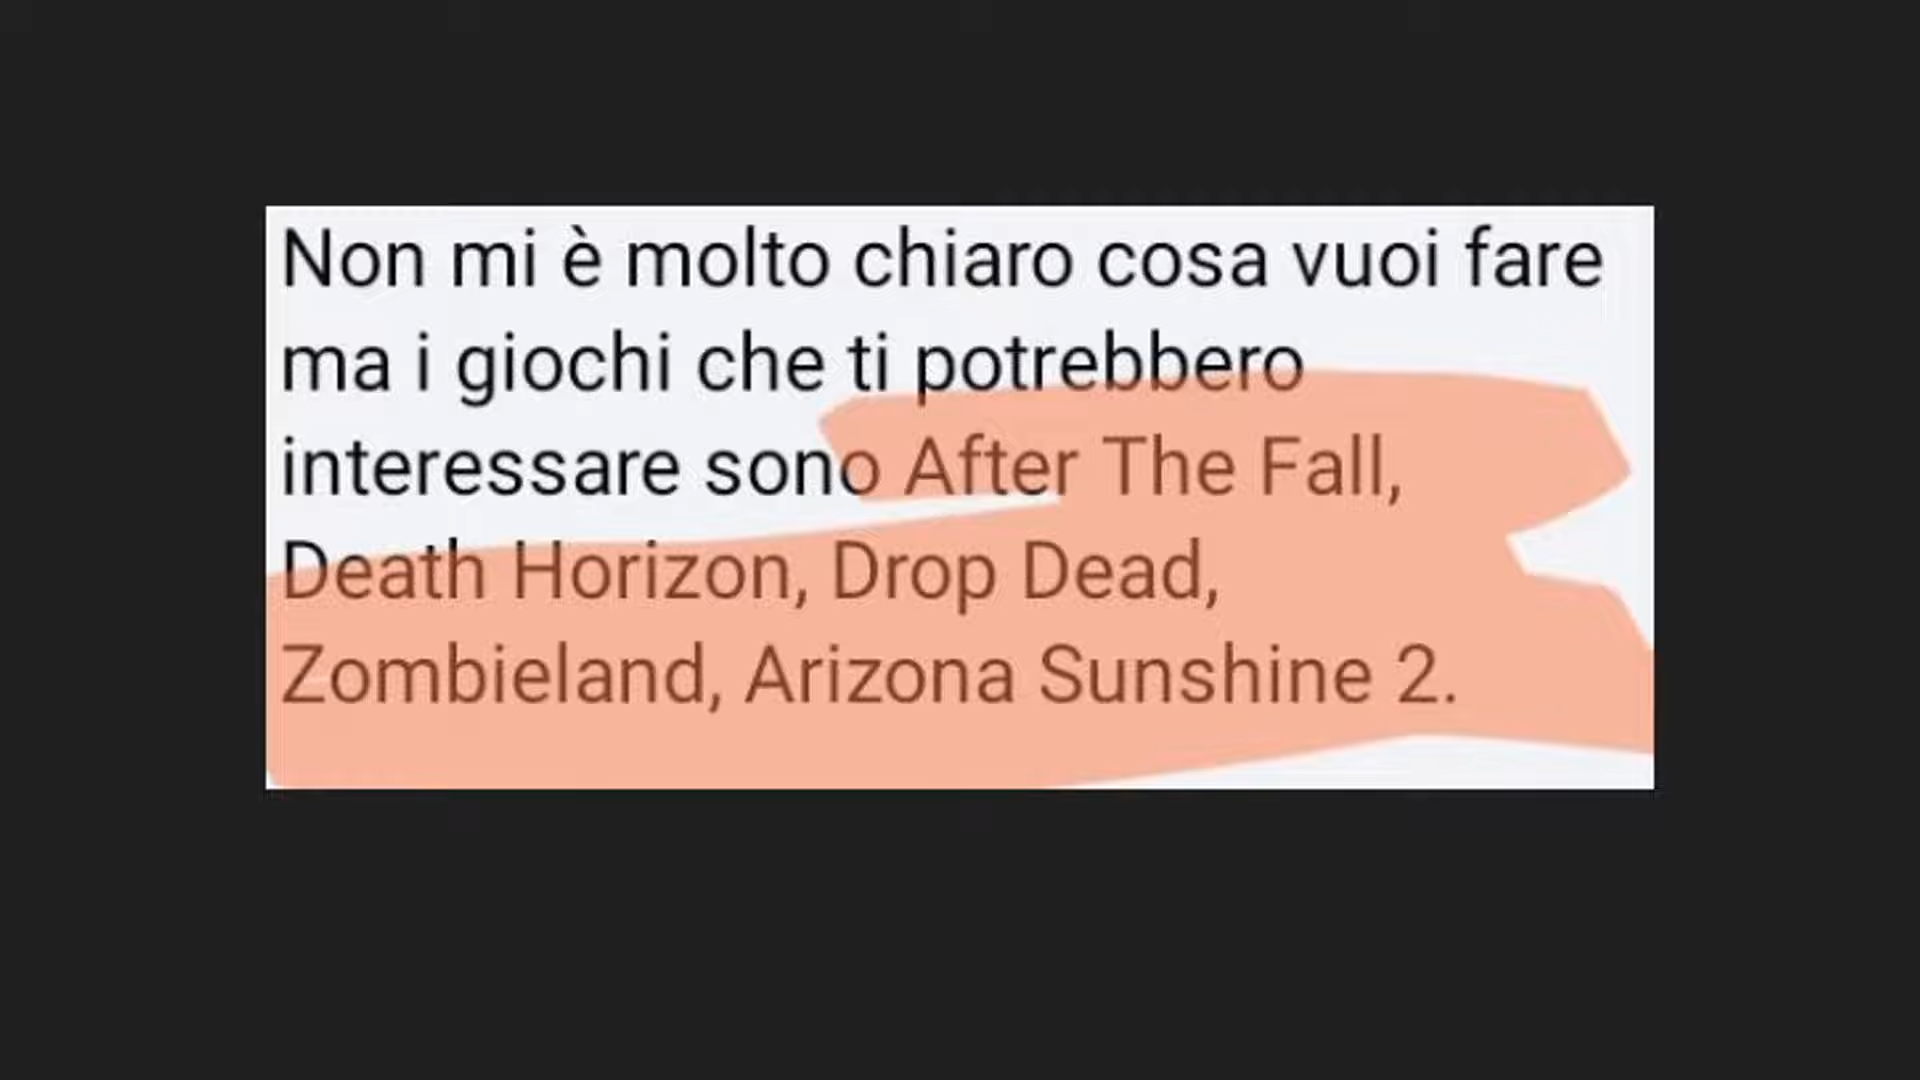 Non mi è molto chiaro cosa vuoi fare
ma i giochi che ti potrebbero
interessare sono After The Fall,
Death Horizon, Drop Dead,
Zombieland, Arizona Sunshine 2.